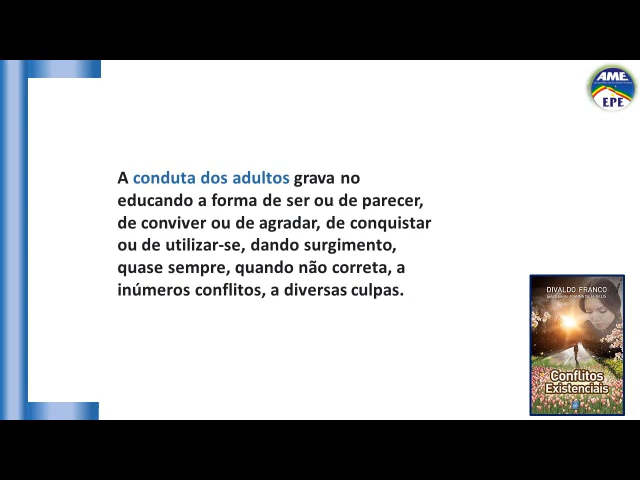 AME
EPE
A conduta dos adultos grava no
educando a forma de ser ou de parecer,
de conviver ou de agradar, de conquistar
ou de utilizar-se, dando surgimento,
quase sempre, quando não correta, a
inúmeros conflitos, a diversas culpas.
DIVALDO FRANCO
Conflitos
Existenciais